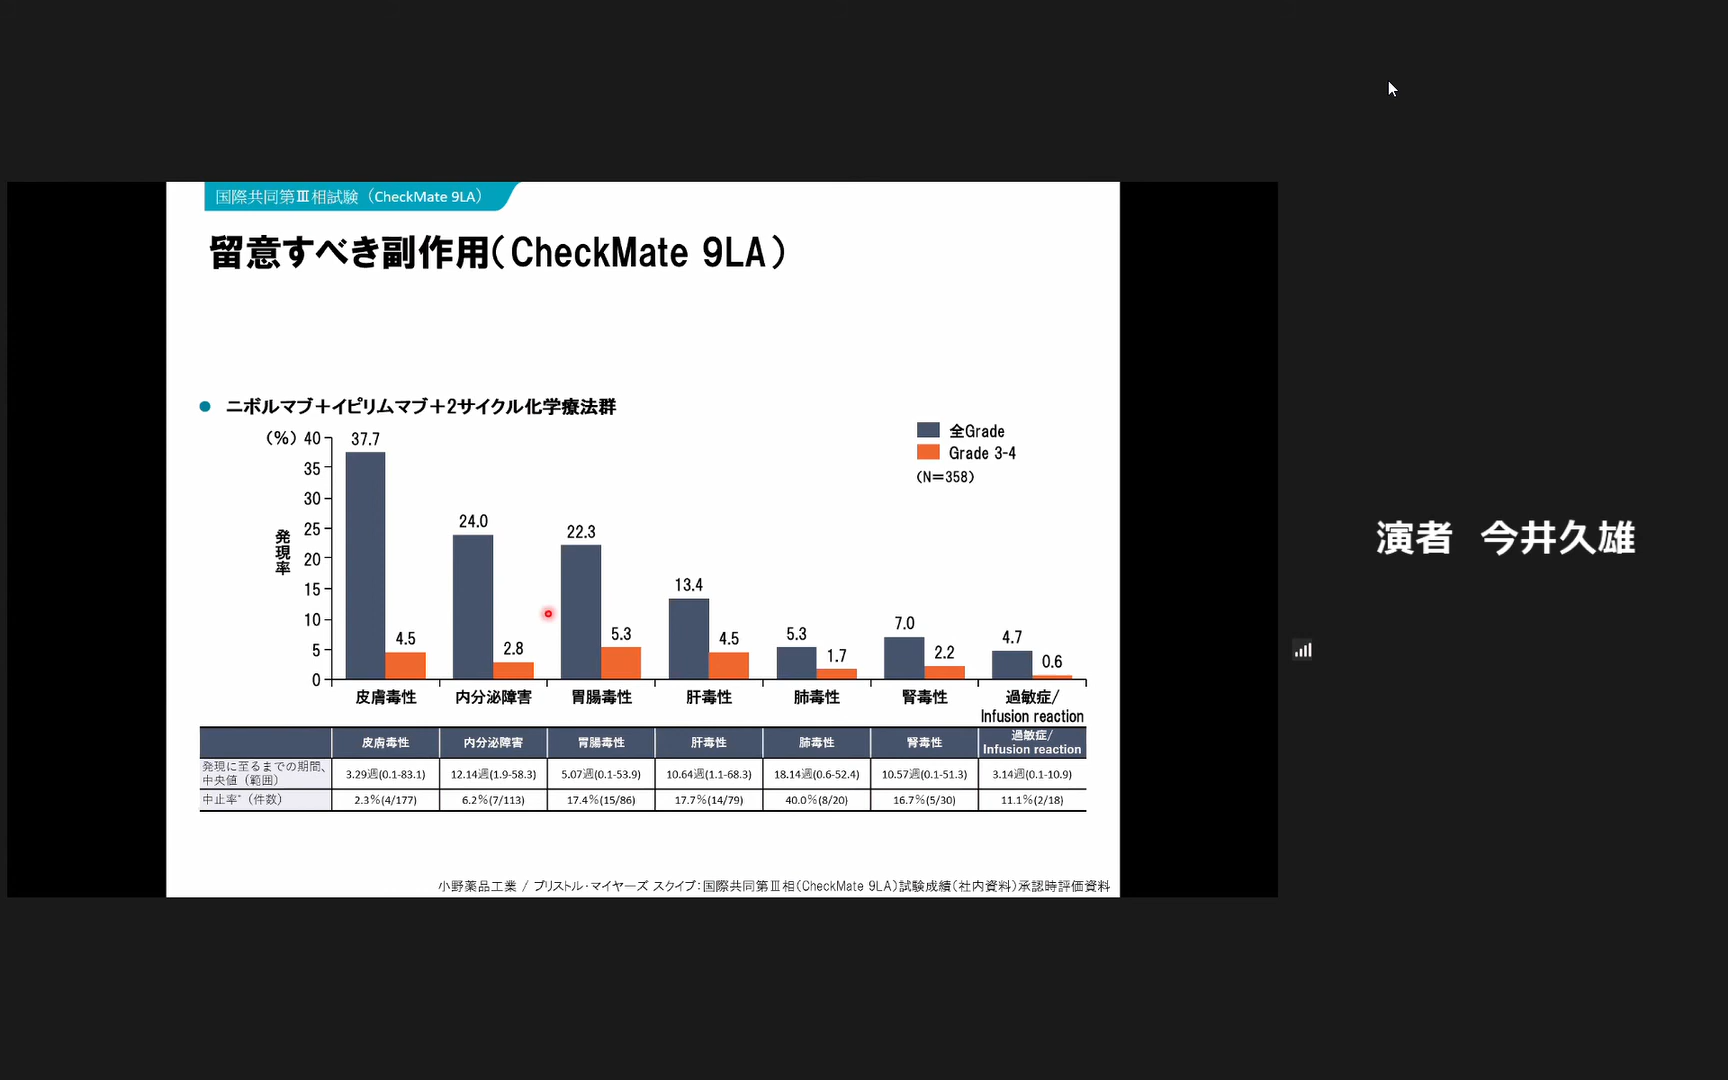 国際共同第Ⅲ相試験（CheckMate 9LA）
留意すべき副作用（CheckMate 9LA）
● ニボルマブ＋イピリムマブ＋2サイクル化学療法群
(%) 40 35 30 25 20 15 10 5 0
発現率
全Grade
Grade 3-4
（N＝358）
37.7 4.5 24.0 2.8 22.3 5.3 13.4 4.5 5.3 1.7 7.0 2.2 4.7 0.6
皮膚毒性 内分泌障害 胃腸毒性 肝毒性 肺毒性 腎毒性 過敏症/
Infusion reaction
皮膚毒性 内分泌障害 胃腸毒性 肝毒性 肺毒性 腎毒性 過敏症/
Infusion reaction
発現に至るまでの期間、
中央値（範囲） 3.29週(0.1-83.1) 12.14週(1.9-58.3) 5.07週(0.1-53.9) 10.64週(1.1-68.3) 18.14週(0.6-52.4) 10.57週(0.1-51.3) 3.14週(0.1-10.9)
中止率*（件数） 2.3%(4/177) 6.2%(7/113) 17.4%(15/86) 17.7%(14/79) 40.0%(8/20) 16.7%(5/30) 11.1%(2/18)
小野薬品工業 / ブリストル・マイヤーズ スクイブ：国際共同第Ⅲ相（CheckMate 9LA）試験成績（社内資料）承認時評価資料
演者 今井久雄